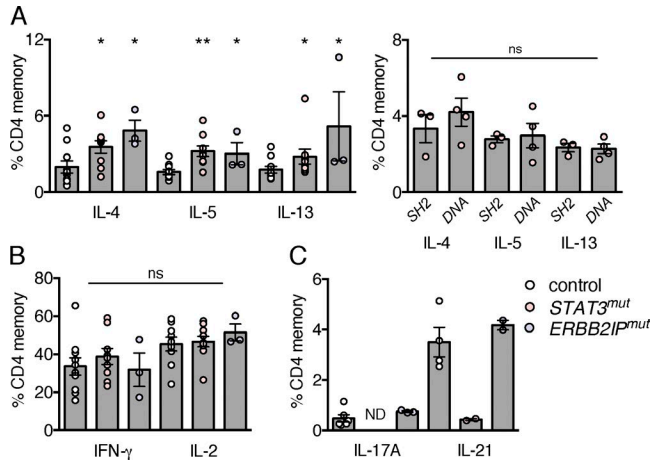 A
% CD4 memory
12
6
0
* * ** * * *
IL-4 IL-5 IL-13
% CD4 memory
8
4
2
0
ns
SH2 DNA SH2 DNA SH2 DNA
IL-4 IL-5 IL-13
B
% CD4 memory
80
60
40
20
0
ns
IFN-γ IL-2
C
% CD4 memory
6
4
2
0
ND
IL-17A IL-21
control
STAT3mut
ERBB2IPmut